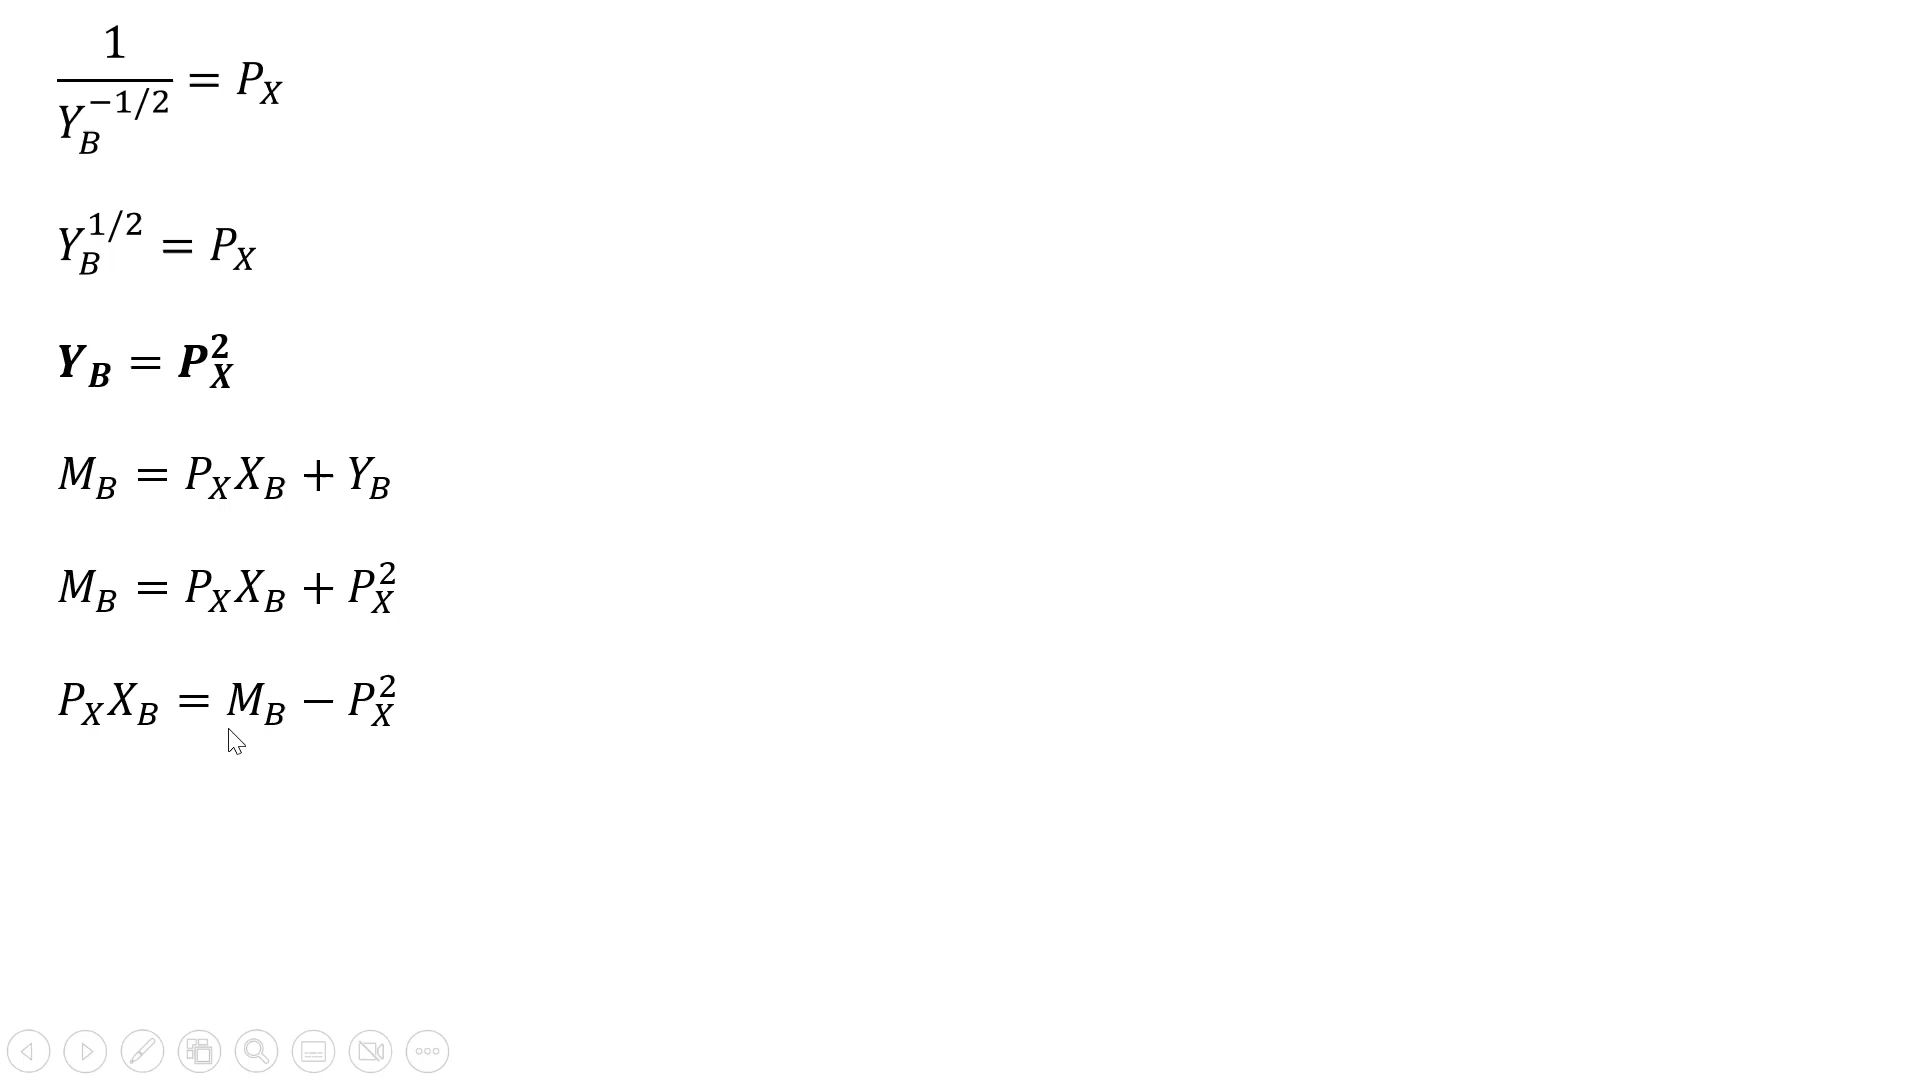 1/Y_B^{-1/2} = P_X
Y_B^{1/2} = P_X
Y_B = P_X^2
M_B = P_X X_B + Y_B
M_B = P_X X_B + P_X^2
P_X X_B = M_B − P_X^2